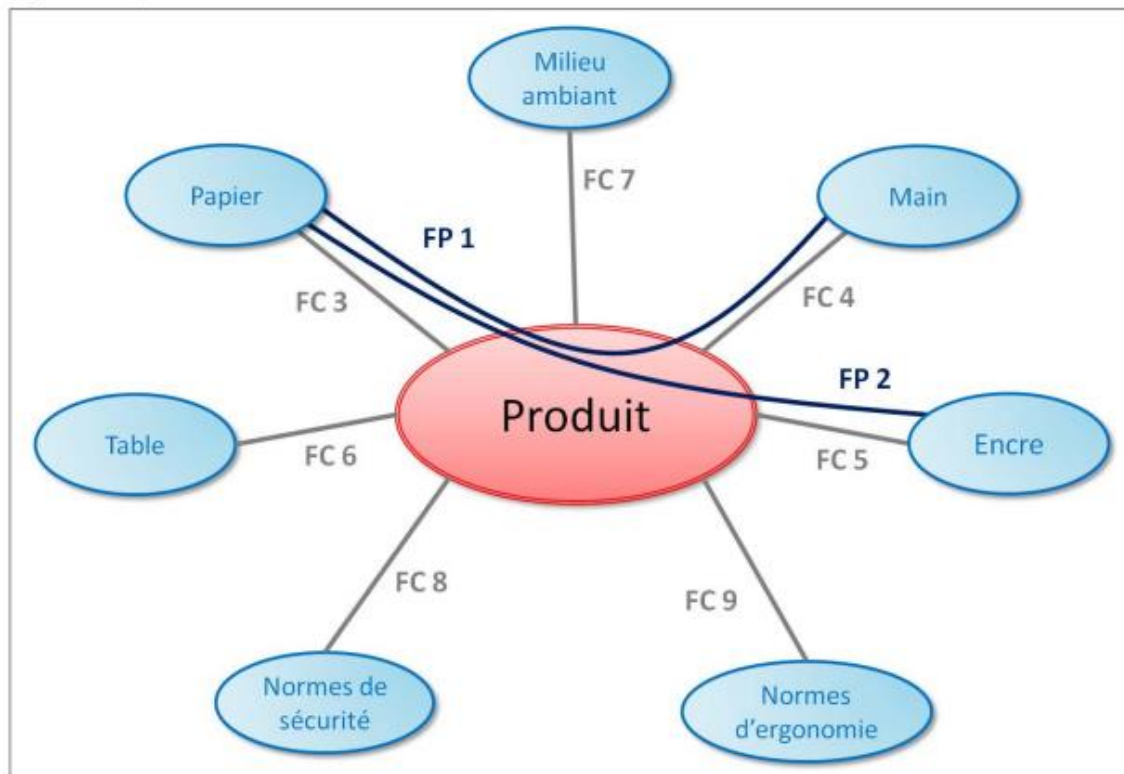 Milieu
ambiant
Papier
FC 7
Main
FP 1
FC 3
FC 4
FP 2
Produit
Table
FC 6
FC 5
Encre
FC 8
FC 9
Normes de
sécurité
Normes
d'ergonomie